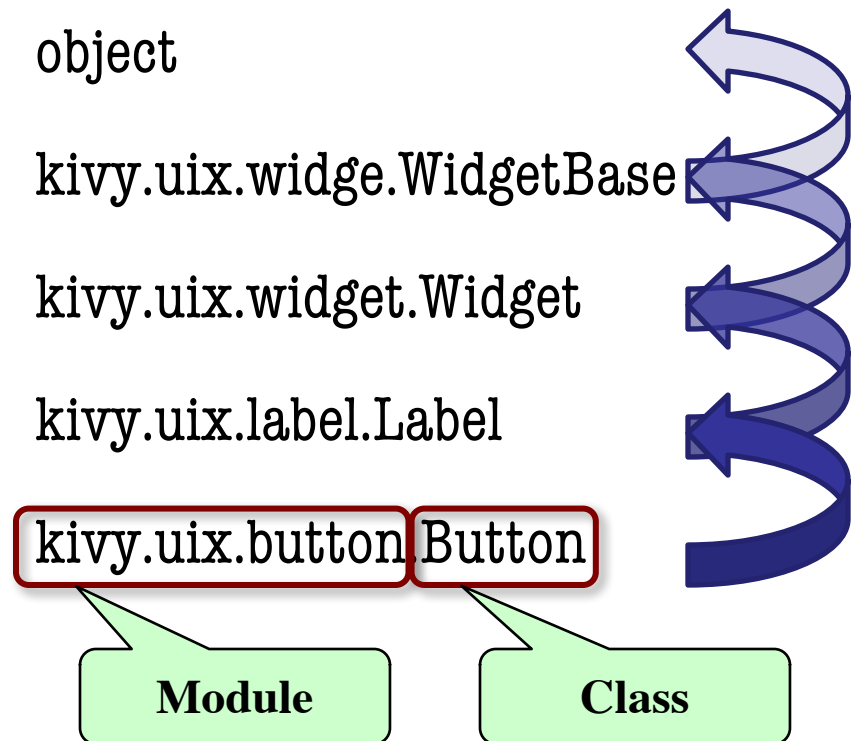 object
kivy.uix.widge.WidgetBase
kivy.uix.widget.Widget
kivy.uix.label.Label
kivy.uix.button.Button
Module
Class